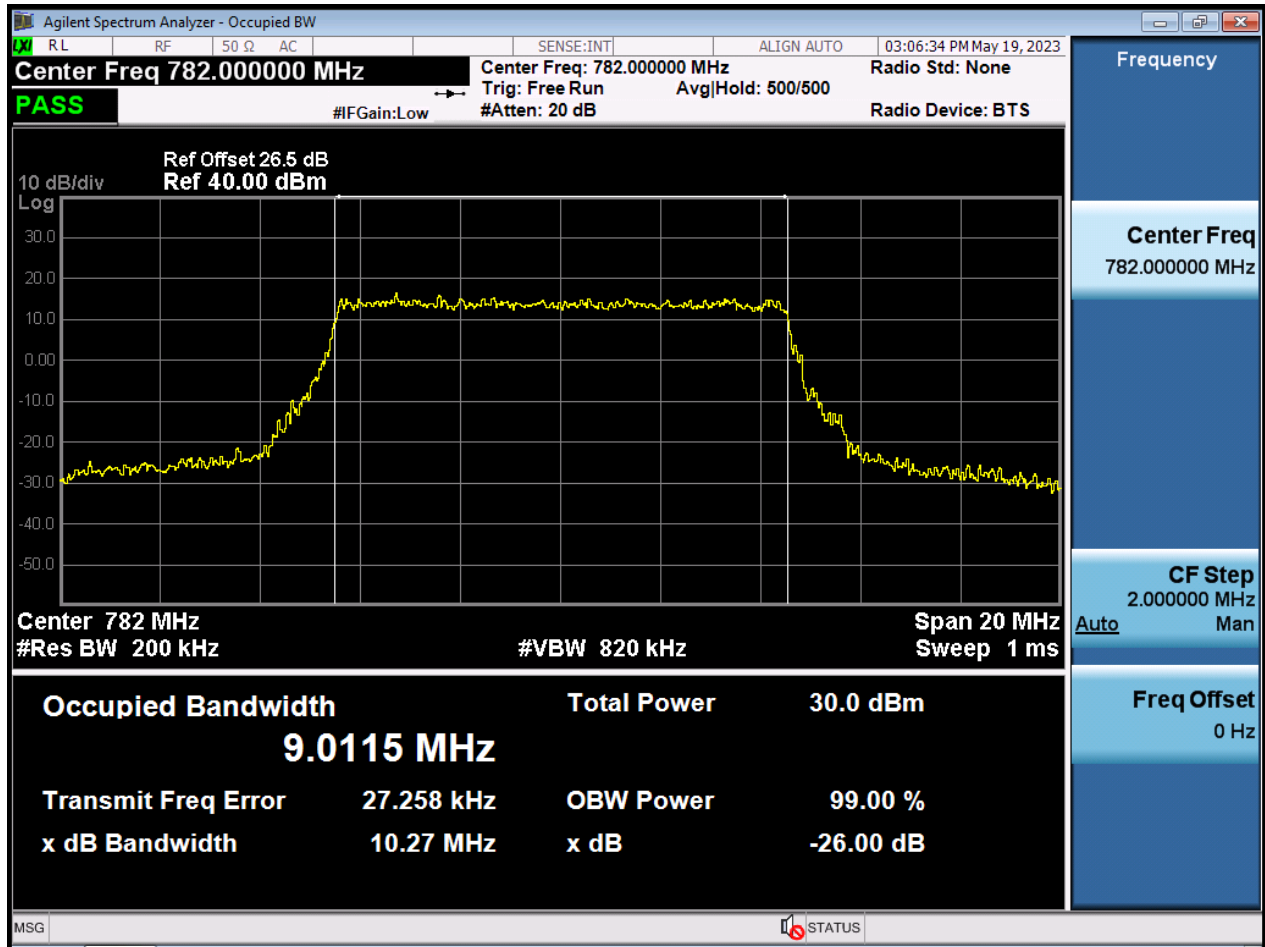 Agilent Spectrum Analyzer - Occupied BW
LXI RL RF 50 Ω AC SENSE:INT ALIGN AUTO 03:06:34 PM May 19, 2023
Center Freq 782.000000 MHz
Center Freq: 782.000000 MHz
Radio Std: None
Trig: Free Run Avg|Hold: 500/500
PASS
#IFGain:Low
#Atten: 20 dB
Radio Device: BTS
Ref Offset 26.5 dB
10 dB/div Ref 40.00 dBm
Log
30.0
20.0
10.0
0.00
-10.0
-20.0
-30.0
-40.0
-50.0
Center 782 MHz
Span 20 MHz
#Res BW 200 kHz
#VBW 820 kHz
Sweep 1 ms
Occupied Bandwidth
9.0115 MHz
Total Power 30.0 dBm
Transmit Freq Error 27.258 kHz
OBW Power 99.00 %
x dB Bandwidth 10.27 MHz
x dB -26.00 dB
MSG
STATUS
Frequency
Center Freq
782.000000 MHz
CF Step
2.000000 MHz
Auto Man
Freq Offset
0 Hz